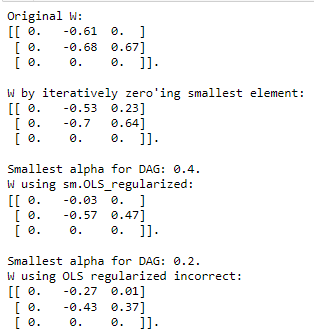 Original W:
[[ 0.   -0.61  0.  ]
 [ 0.   -0.68  0.67]
 [ 0.    0.    0.  ]].

W by iteratively zero'ing smallest element:
[[ 0.   -0.53  0.23]
 [ 0.   -0.7   0.64]
 [ 0.    0.    0.  ]].

Smallest alpha for DAG: 0.4.
W using sm.OLS_regularized:
[[ 0.   -0.03  0.  ]
 [ 0.   -0.57  0.47]
 [ 0.    0.    0.  ]].

Smallest alpha for DAG: 0.2.
W using OLS regularized incorrect:
[[ 0.   -0.27  0.01]
 [ 0.   -0.43  0.37]
 [ 0.    0.    0.  ]].